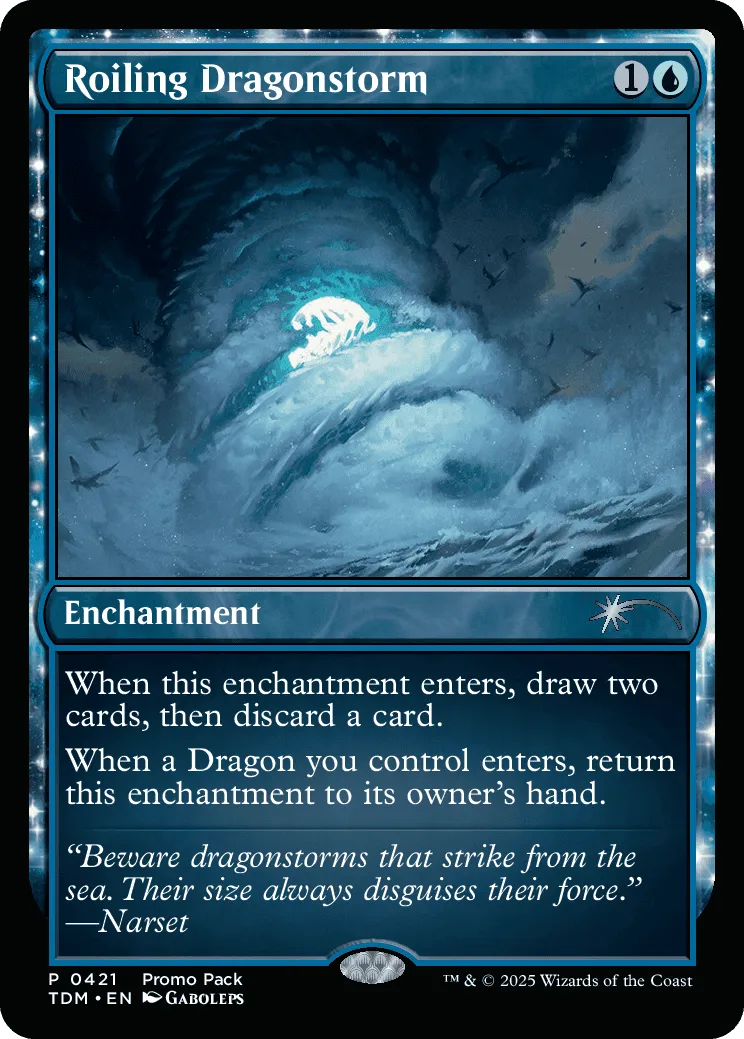 Roiling Dragonstorm 1
Enchantment
When this enchantment enters, draw two
cards, then discard a card.
When a Dragon you control enters, return
this enchantment to its owner's hand.
“Beware dragonstorms that strike from the
sea. Their size always disguises their force.”
—Narset
P 0421 Promo Pack
TDM • EN Gaboleps
™ & © 2025 Wizards of the Coast